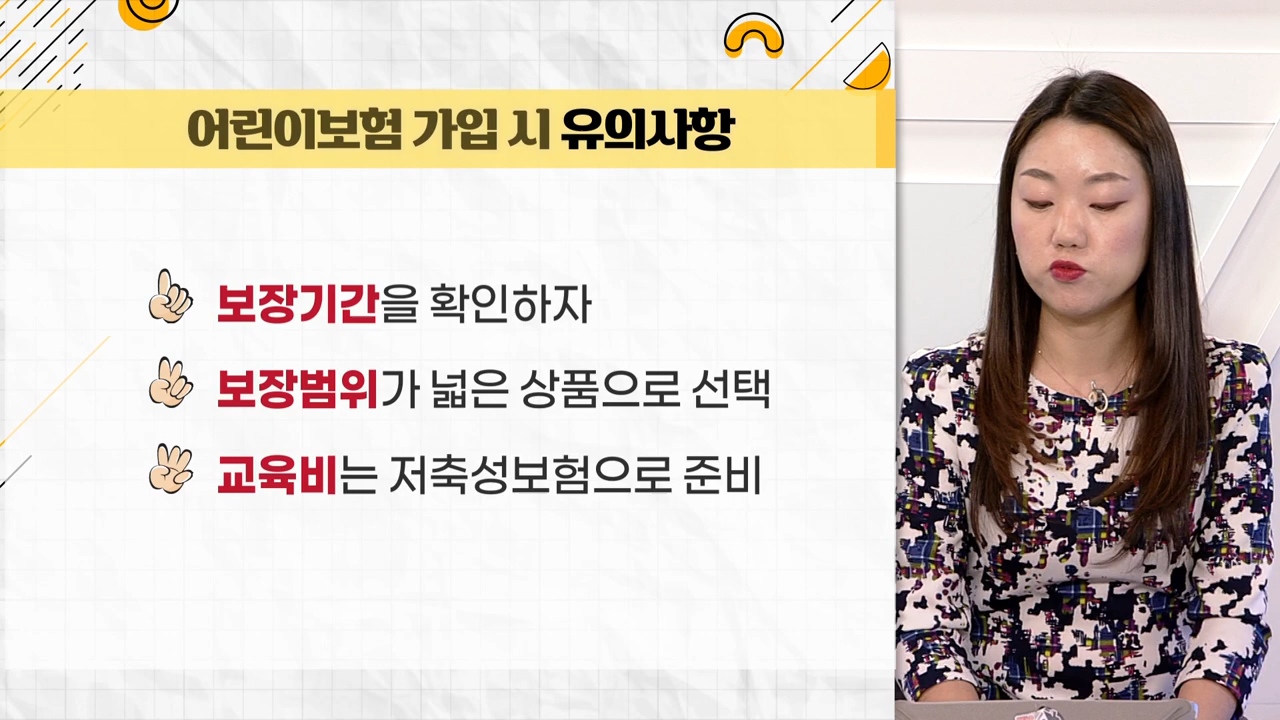 어린이보험 가입 시 유의사항
보장기간을 확인하자
보장범위가 넓은 상품으로 선택
교육비는 저축성보험으로 준비